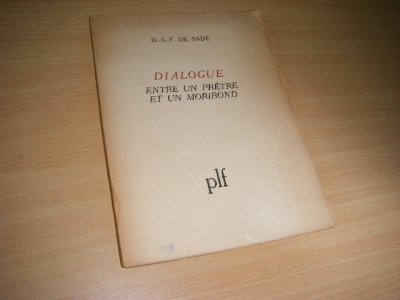 D.-A. F. DE SADE
DIALOGUE
ENTRE UN PRÊTRE
ET UN MORIBOND
plf